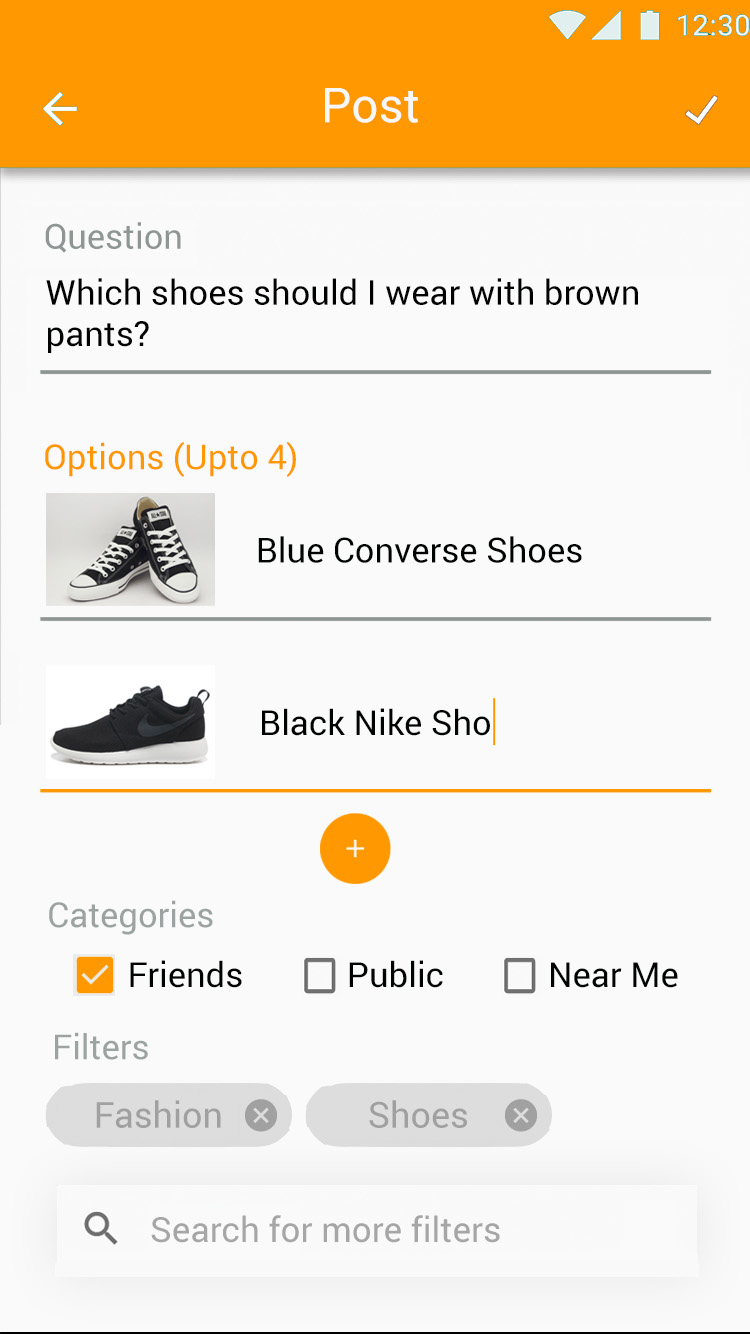 12:30
Post
Question
Which shoes should I wear with brown
pants?
Options (Upto 4)
Blue Converse Shoes
Black Nike Sho
Categories
Friends
Public
Near Me
Filters
Fashion
Shoes
Search for more filters